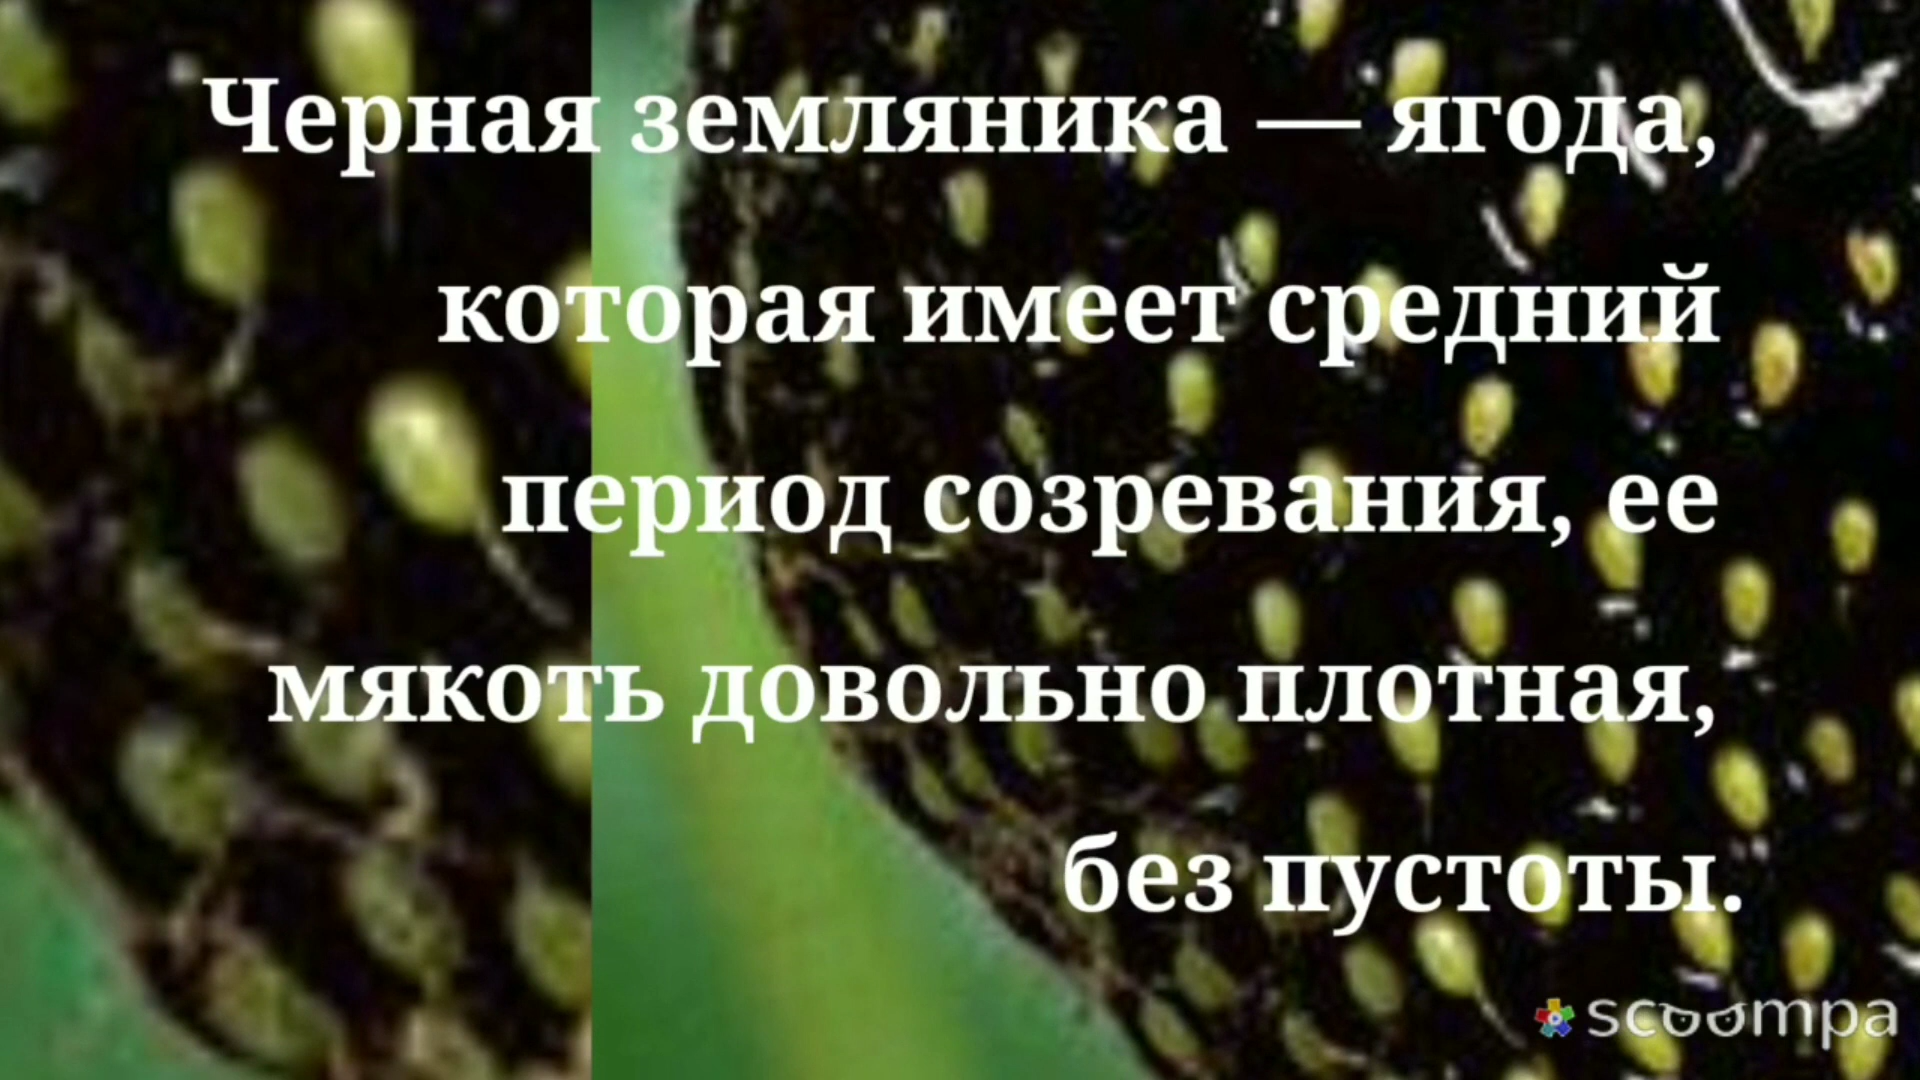 Черная земляника — ягода,
которая имеет средний
период созревания, ее
мякоть довольно плотная,
без пустоты.
scoompa